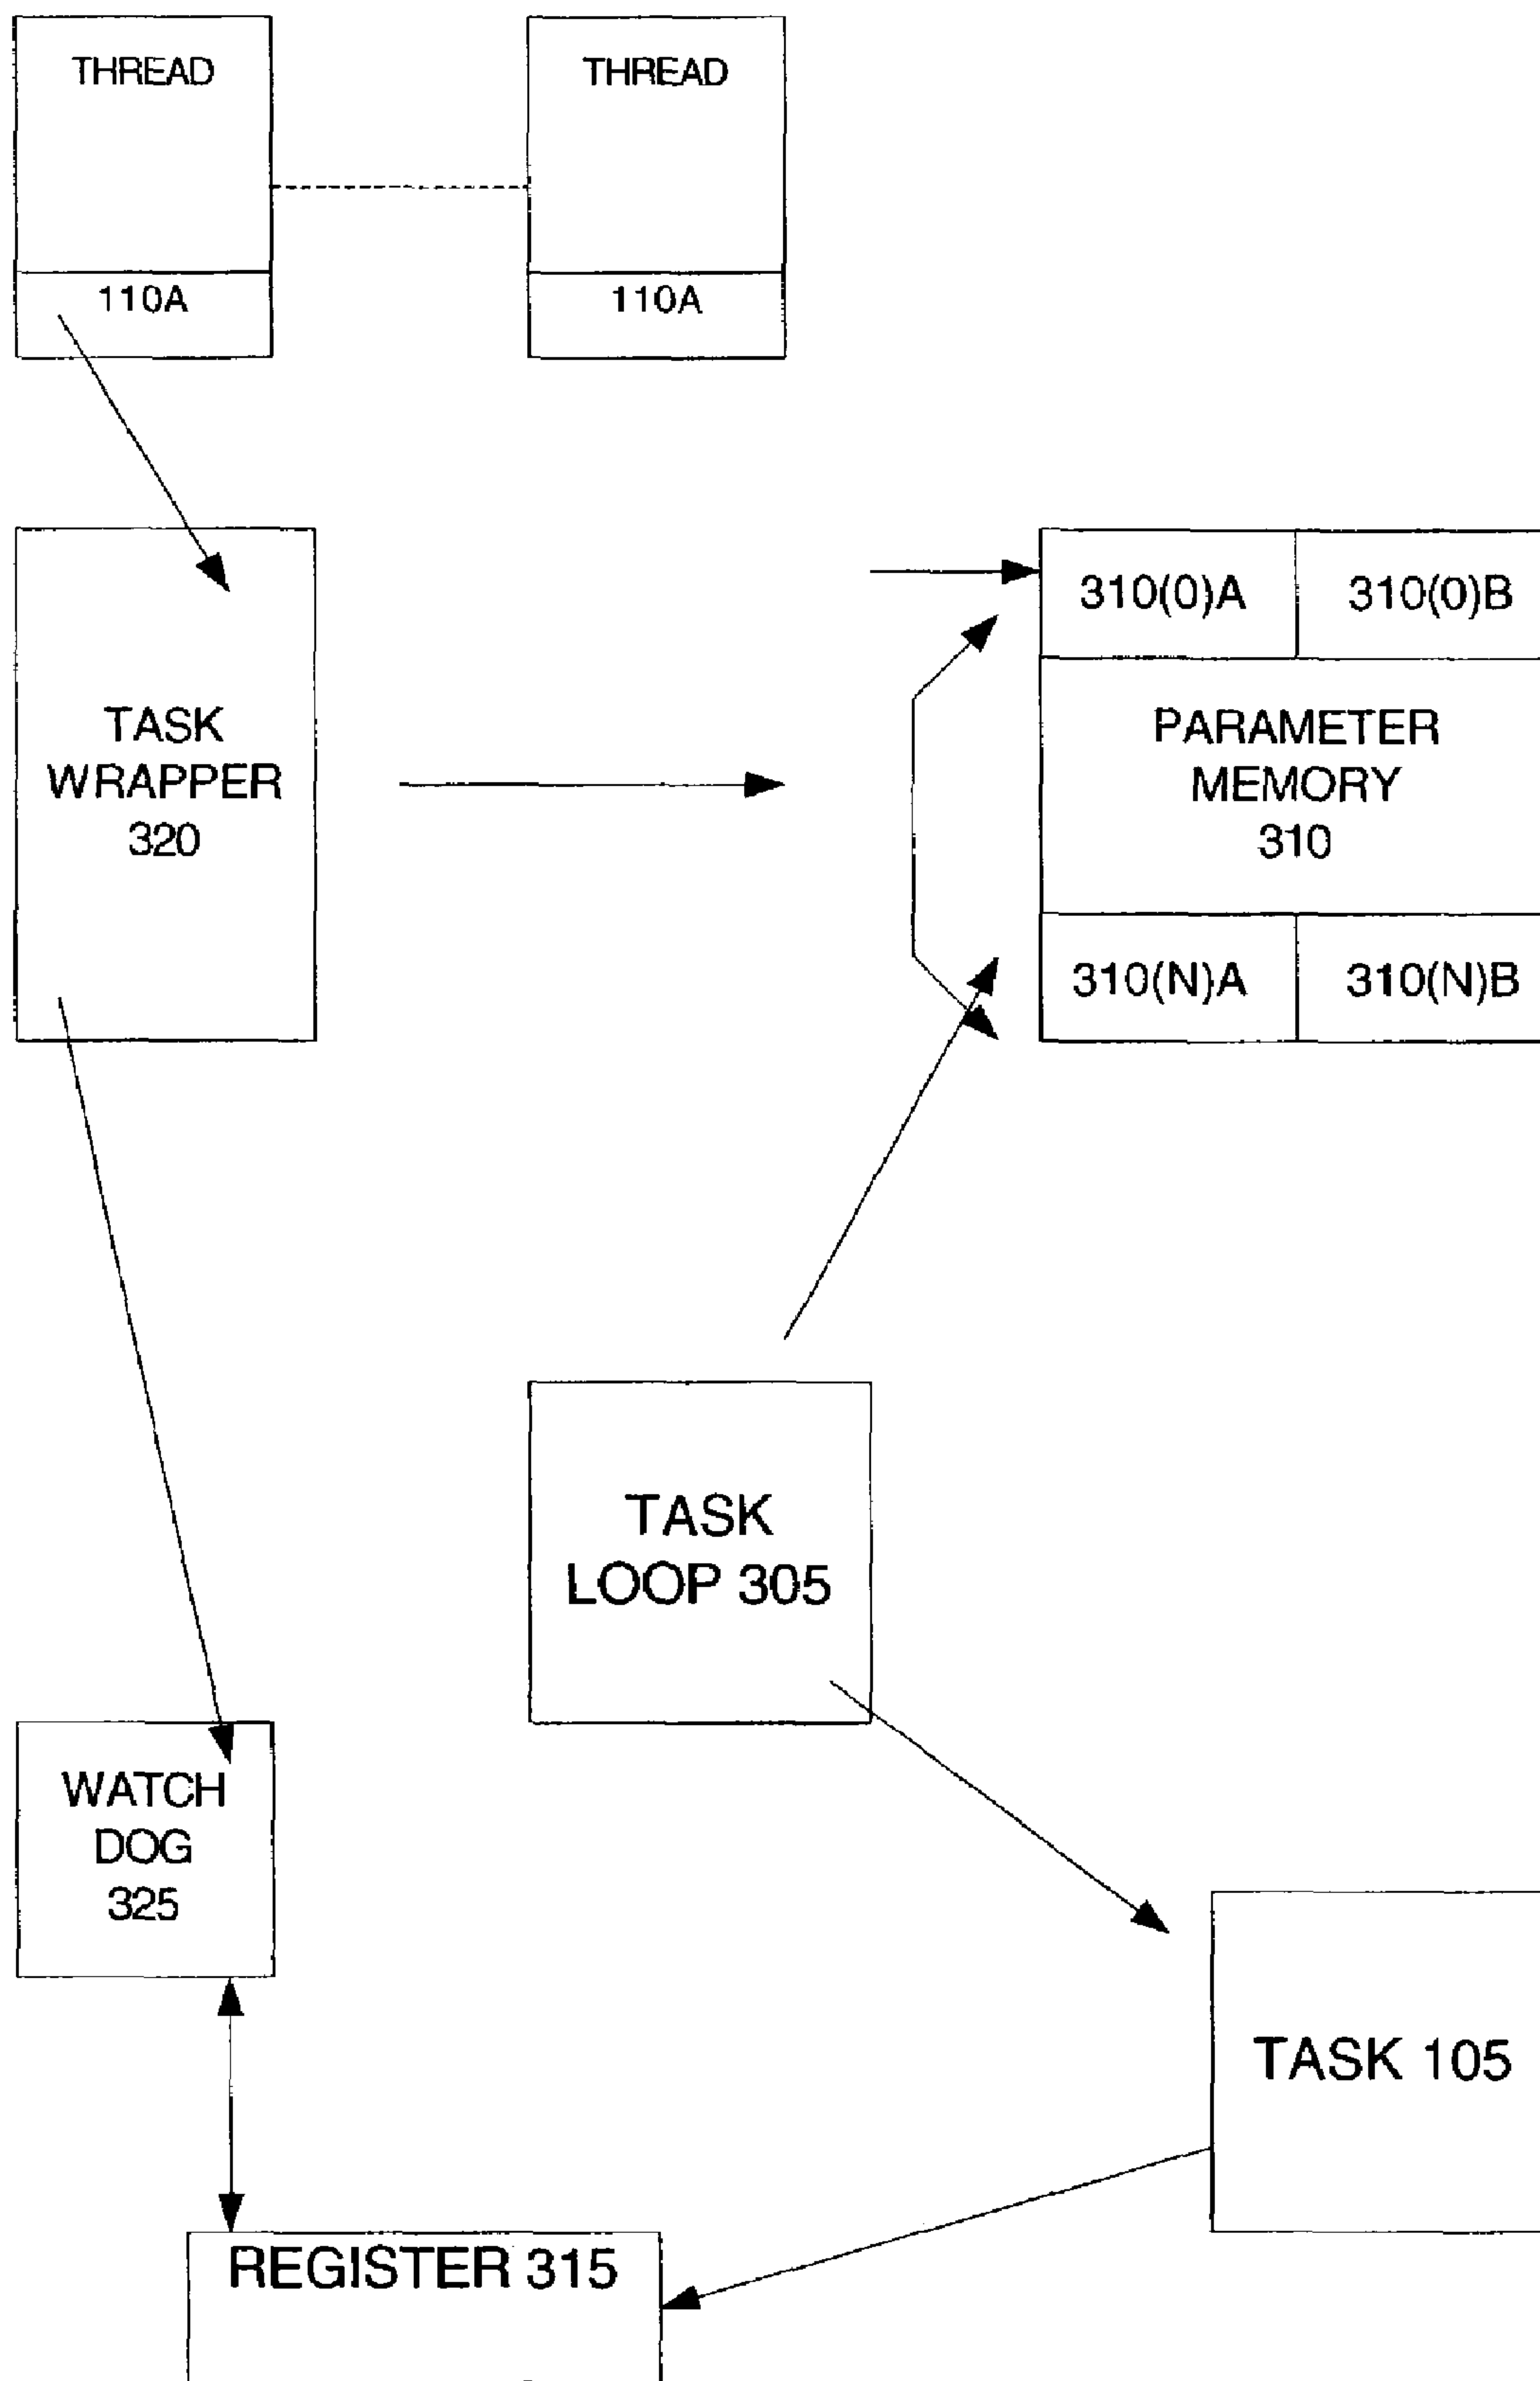 THREAD
THREAD
110A
110A
310(0)A
310(0)B
TASK
WRAPPER
320
PARAMETER
MEMORY
310
310(N)A
310(N)B
TASK
LOOP 305
WATCH
DOG
325
TASK 105
REGISTER 315